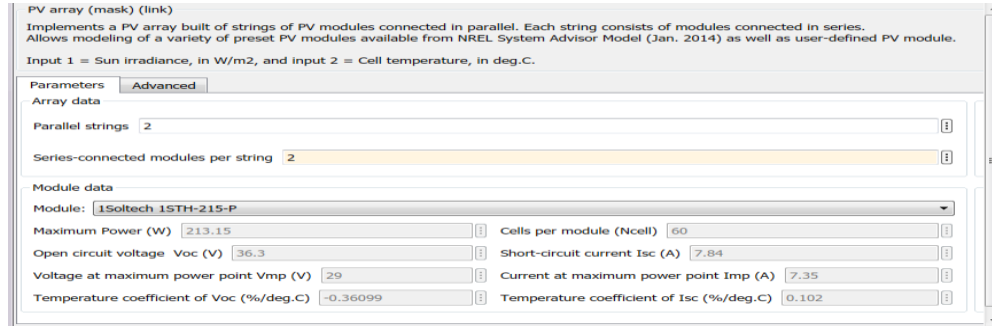 PV array (mask) (link)
Implements a PV array built of strings of PV modules connected in parallel. Each string consists of modules connected in series.
Allows modeling of a variety of preset PV modules available from NREL System Advisor Model (Jan. 2014) as well as user-defined PV module.
Input 1 = Sun irradiance, in W/m2, and input 2 = Cell temperature, in deg.C.
Parameters Advanced
Array data
Parallel strings 2
Series-connected modules per string 2
Module data
Module: 1Soltech 1STH-215-P
Maximum Power (W) 213.15 Cells per module (Ncell) 60
Open circuit voltage Voc (V) 36.3 Short-circuit current Isc (A) 7.84
Voltage at maximum power point Vmp (V) 29 Current at maximum power point Imp (A) 7.35
Temperature coefficient of Voc (%/deg.C) -0.36099 Temperature coefficient of Isc (%/deg.C) 0.102